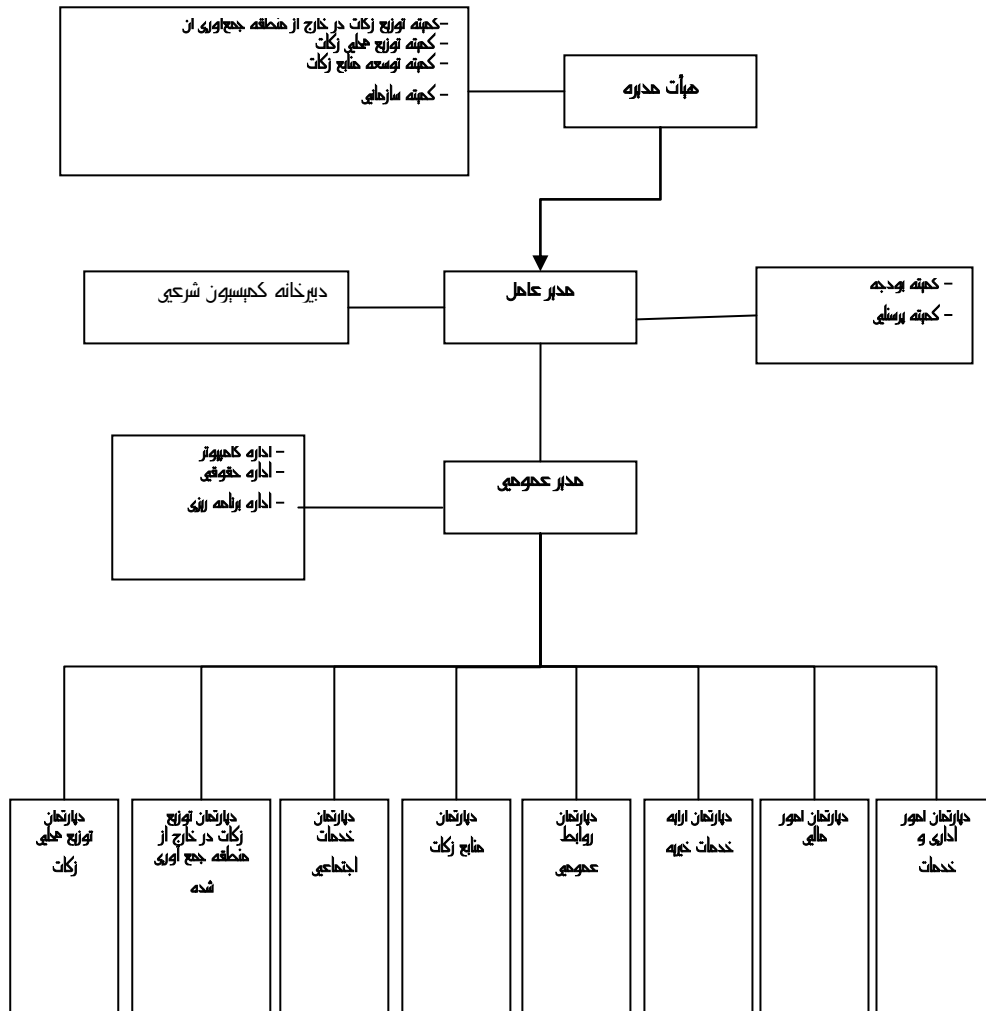 -کمیته توزیع زکات در خارج از منطقه جمع‌اوری ان
- کمیته توزیع محلی زکات
- کمیته توسعه منابع زکات
- کمیته سازمانی
هیأت مدیره
دبیرخانه کمیسیون شرعی
مدیر عامل
- کمیته بودجه
- کمیته پرسنلی
- اداره کامپیوتر
- اداره حقوقی
- اداره برنامه ریزی
مدیر عمومی
دپارتمان امور
اداری و
خدمات
دپارتمان امور
مالی
دپارتمان ارایه
خدمات خیریه
دپارتمان
روابط
عمومی
دپارتمان
منابع زکات
دپارتمان
خدمات
اجتماعی
دپارتمان توزیع
زکات در خارج از
منطقه جمع اوری
شده
دپارتمان
توزیع محلی
زکات